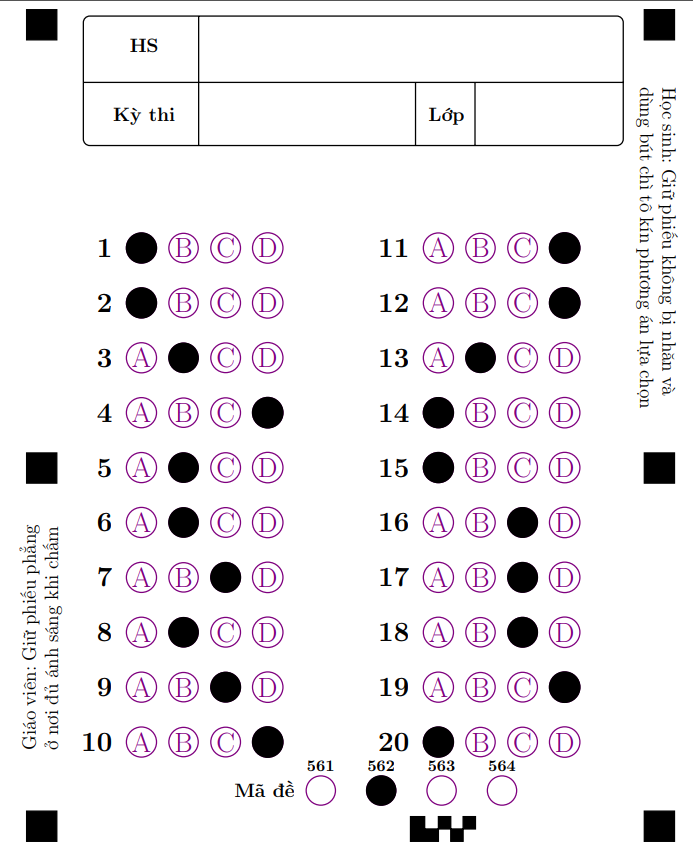 HS
Kỳ thi
Lớp
Học sinh: Giữ phiếu không bị nhăn và
dùng bút chì tô kín phương án lựa chọn
1 B C D
2 B C D
3 A C D
4 A B C
5 A C D
6 A C D
7 A B D
8 A C D
9 A B D
10 A B C
11 A B C
12 A B C
13 A C D
14 B C D
15 B C D
16 A B D
17 A B D
18 A B D
19 A B C
20 B C D
Giáo viên: Giữ phiếu phẳng
ở nơi đủ ánh sáng khi chấm
561 562 563 564
Mã đề